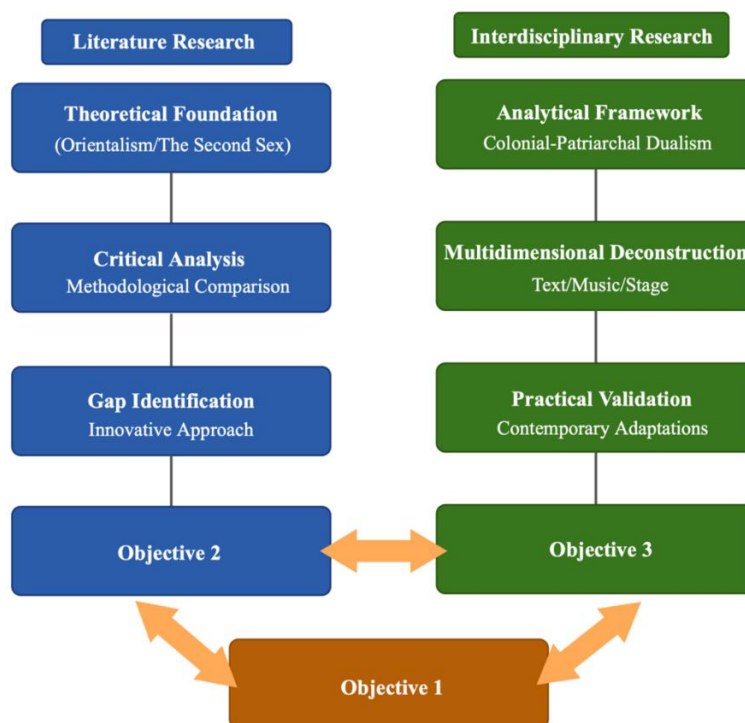 Literature Research
Theoretical Foundation
(Orientalism/The Second Sex)
Critical Analysis
Methodological Comparison
Gap Identification
Innovative Approach
Objective 2
Interdisciplinary Research
Analytical Framework
Colonial-Patriarchal Dualism
Multidimensional Deconstruction
Text/Music/Stage
Practical Validation
Contemporary Adaptations
Objective 3
Objective 1